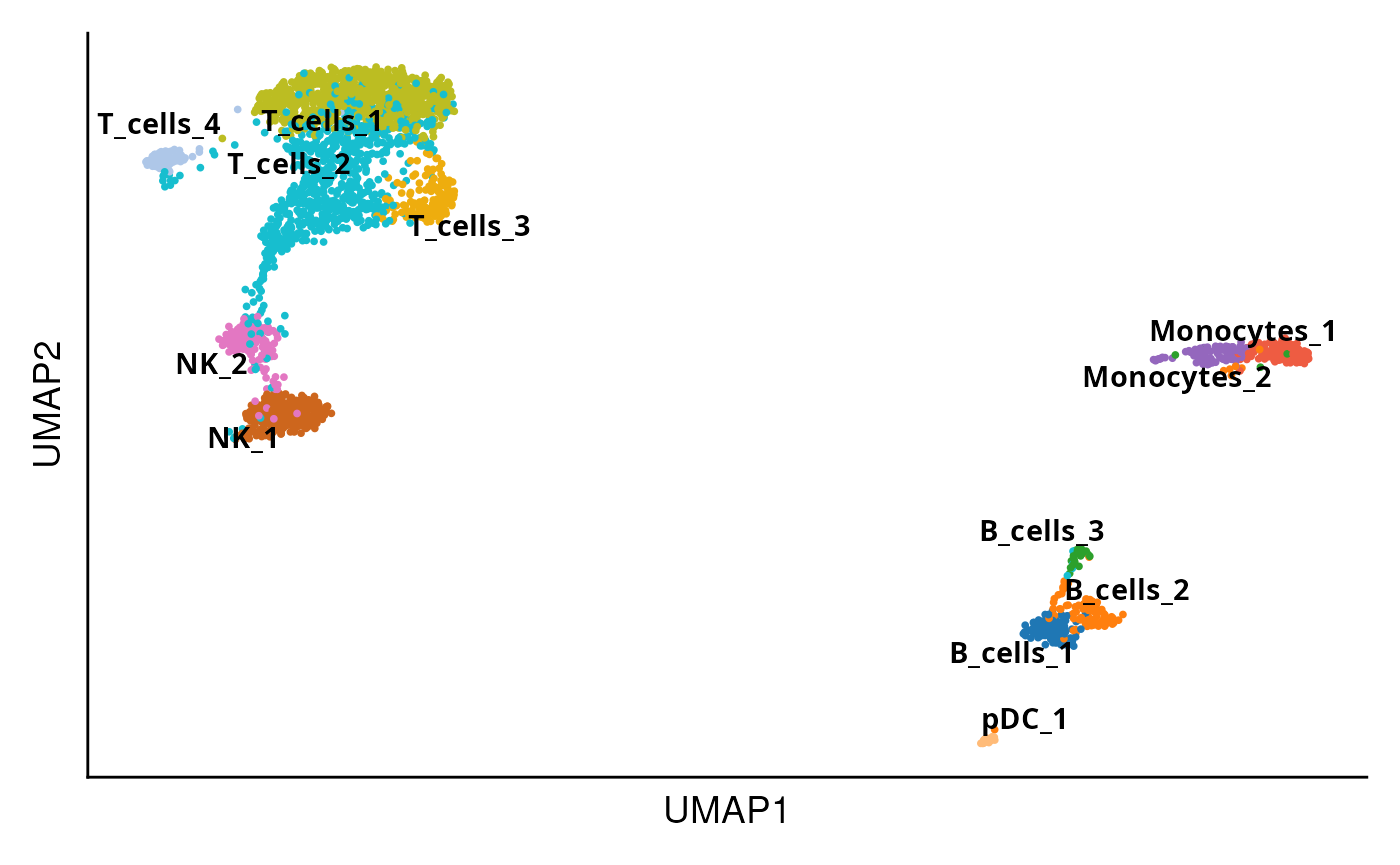 T_cells_4
T_cells_1
T_cells_2
T_cells_3
NK_2
NK_1
Monocytes_1
Monocytes_2
B_cells_3
B_cells_2
B_cells_1
pDC_1
UMAP2
UMAP1